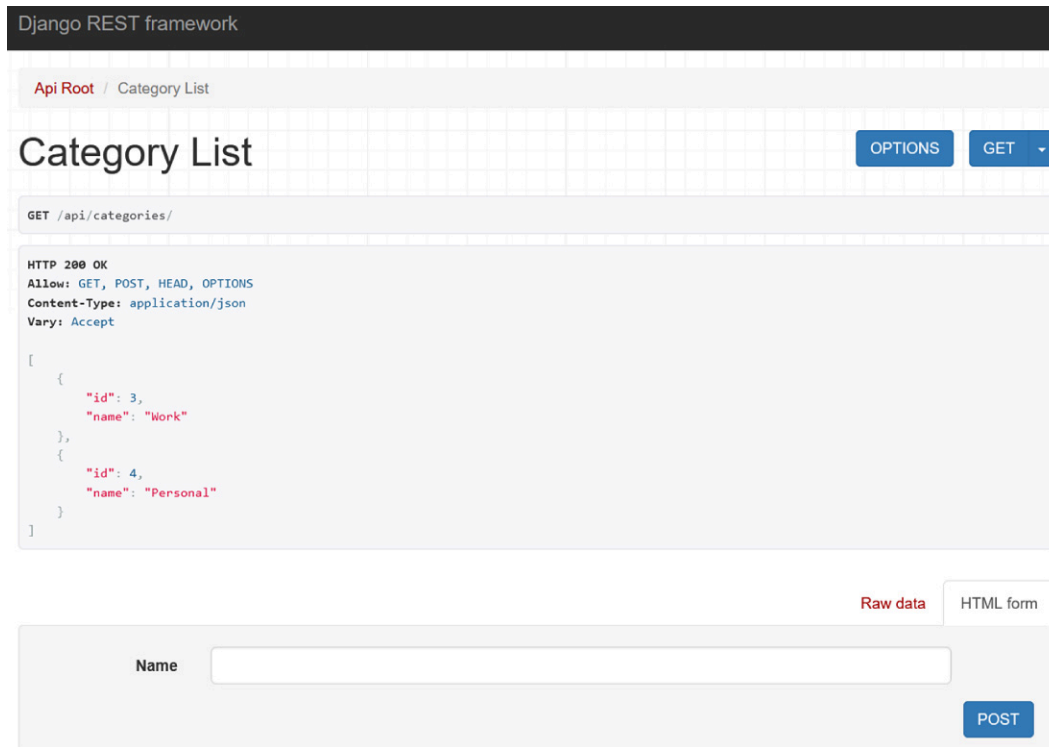 Django REST framework
Api Root / Category List
Category List
OPTIONS
GET
GET /api/categories/
HTTP 200 OK
Allow: GET, POST, HEAD, OPTIONS
Content-Type: application/json
Vary: Accept
[
    {
        "id": 3,
        "name": "Work"
    },
    {
        "id": 4,
        "name": "Personal"
    }
]
Raw data
HTML form
Name
POST